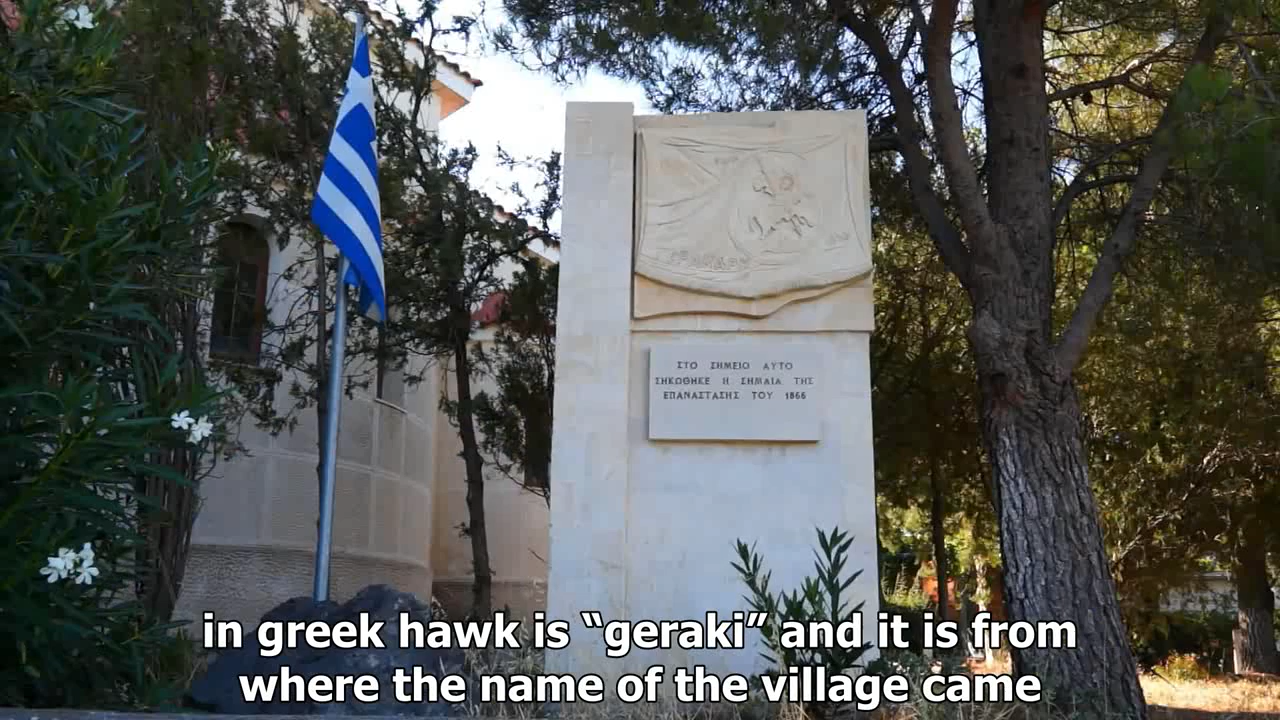 ΣΤΟ ΣΗΜΕΙΟ ΑΥΤΟ
ΣΗΚΩΘΗΚΕ Η ΣΗΜΑΙΑ ΤΗΣ
ΕΠΑΝΑΣΤΑΣΗΣ ΤΟΥ 1866
in greek hawk is “geraki” and it is from
where the name of the village came